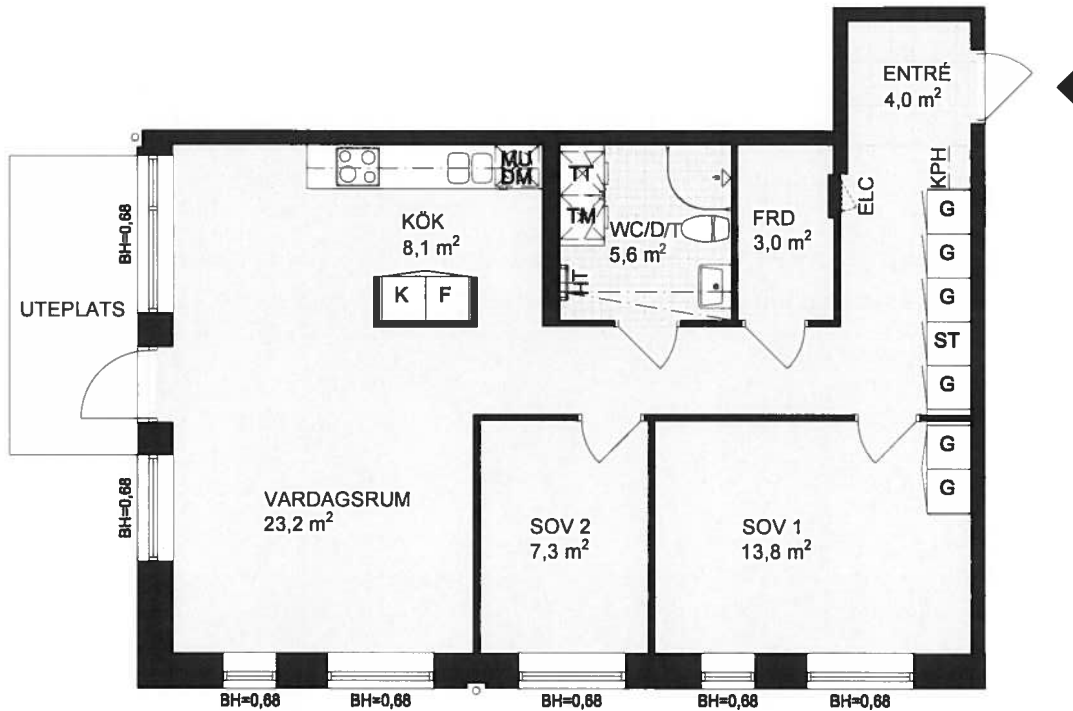 ENTRÉ
4,0 m²
KPH
ELC
MU
DM
TT
TM
KÖK
8,1 m²
WC/D/T
5,6 m²
HT
FRD
3,0 m²
G
G
G
ST
G
G
G
K F
BH=0,68
UTEPLATS
BH=0,68
VARDAGSRUM
23,2 m²
SOV 2
7,3 m²
SOV 1
13,8 m²
BH=0,68
BH=0,68
BH=0,68
BH=0,68
BH=0,68